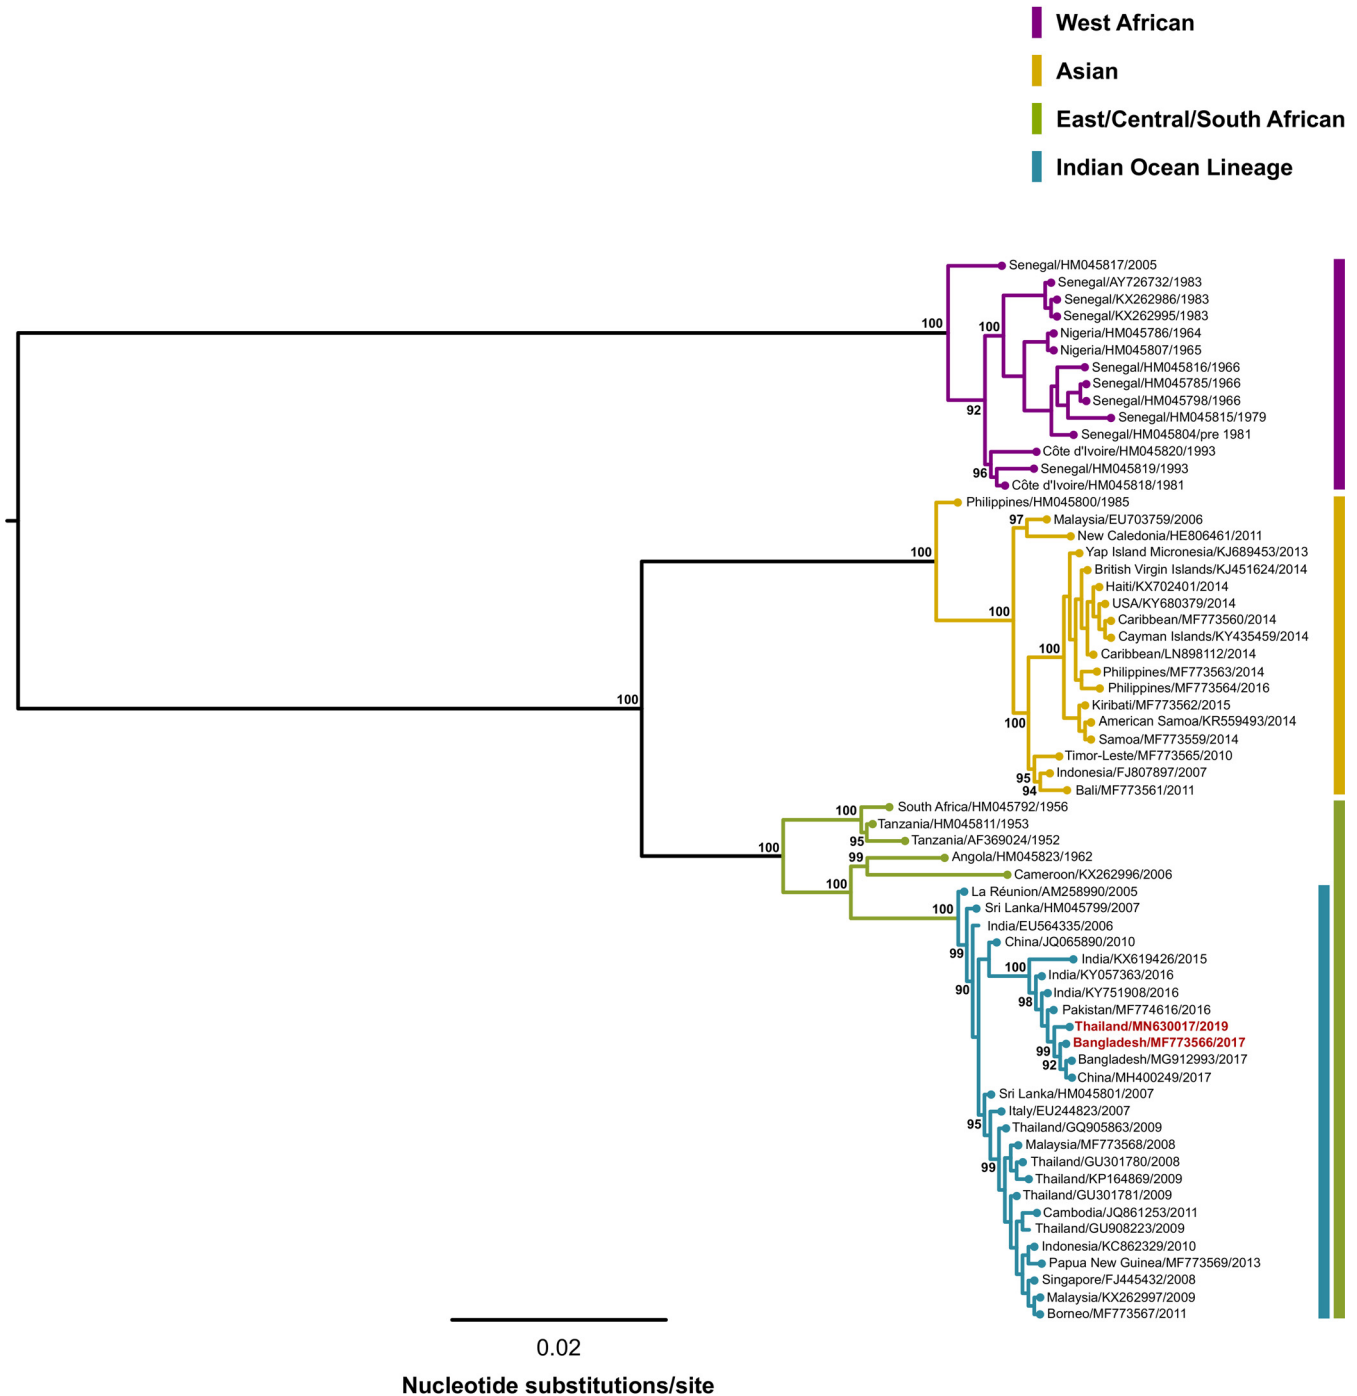 West African
Asian
East/Central/South African
Indian Ocean Lineage
Senegal/HM045817/2005
Senegal/AY726732/1983
Senegal/KX262986/1983
Senegal/KX262995/1983
100
100
Nigeria/HM045786/1964
Nigeria/HM045807/1965
Senegal/HM045816/1966
Senegal/HM045785/1966
Senegal/HM045798/1966
92
Senegal/HM045815/1979
Senegal/HM045804/pre 1981
Côte d'Ivoire/HM045820/1993
96
Senegal/HM045819/1993
Côte d'Ivoire/HM045818/1981
Philippines/HM045800/1985
97
Malaysia/EU703759/2006
New Caledonia/HE806461/2011
100
Yap Island Micronesia/KJ689453/2013
British Virgin Islands/KJ451624/2014
Haiti/KX702401/2014
USA/KY680379/2014
100
Caribbean/MF773560/2014
Cayman Islands/KY435459/2014
100
Caribbean/LN898112/2014
Philippines/MF773563/2014
Philippines/MF773564/2016
100
Kiribati/MF773562/2015
100
American Samoa/KR559493/2014
Samoa/MF773559/2014
Timor-Leste/MF773565/2010
95
Indonesia/FJ807897/2007
94
Bali/MF773561/2011
100
South Africa/HM045792/1956
Tanzania/HM045811/1953
95
Tanzania/AF369024/1952
100
99
Angola/HM045823/1962
Cameroon/KX262996/2006
100
La Réunion/AM258990/2005
100
Sri Lanka/HM045799/2007
India/EU564335/2006
99
China/JQ065890/2010
100
India/KX619426/2015
India/KY057363/2016
90
98
India/KY751908/2016
Pakistan/MF774616/2016
Thailand/MN630017/2019
Bangladesh/MF773566/2017
99
Bangladesh/MG912993/2017
92
China/MH400249/2017
Sri Lanka/HM045801/2007
Italy/EU244823/2007
95
Thailand/GQ905863/2009
Malaysia/MF773568/2008
99
Thailand/GU301780/2008
Thailand/KP164869/2009
Thailand/GU301781/2009
Cambodia/JQ861253/2011
Thailand/GU908223/2009
Indonesia/KC862329/2010
Papua New Guinea/MF773569/2013
Singapore/FJ445432/2008
Malaysia/KX262997/2009
Borneo/MF773567/2011
0.02
Nucleotide substitutions/site